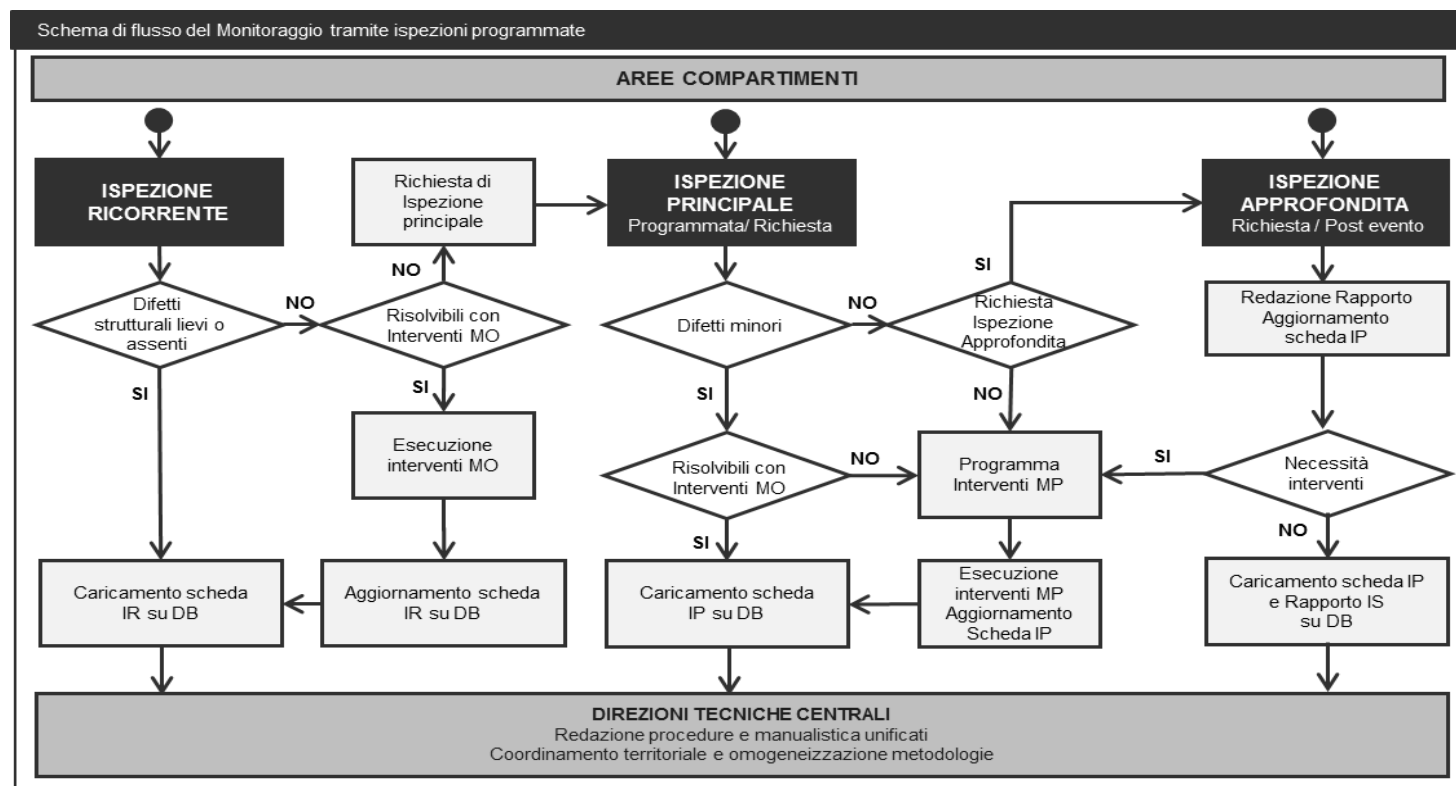 Schema di flusso del Monitoraggio tramite ispezioni programmate
AREE COMPARTIMENTI
ISPEZIONE
RICORRENTE
Richiesta di
Ispezione
principale
ISPEZIONE
PRINCIPALE
Programmata/ Richiesta
ISPEZIONE
APPROFONDITA
Richiesta / Post evento
NO
SI
Difetti
strutturali lievi o
assenti
NO
Risolvibili con
Interventi MO
Difetti minori
NO
Richiesta
Ispezione
Approfondita
Redazione Rapporto
Aggiornamento
scheda IP
SI
SI
SI
NO
Esecuzione
interventi MO
Risolvibili con
Interventi MO
NO
Programma
Interventi MP
SI
Necessità
interventi
SI
NO
Caricamento scheda
IR su DB
Aggiornamento scheda
IR su DB
Caricamento scheda
IP su DB
Esecuzione
interventi MP
Aggiornamento
Scheda IP
Caricamento scheda IP
e Rapporto IS
su DB
DIREZIONI TECNICHE CENTRALI
Redazione procedure e manualistica unificati
Coordinamento territoriale e omogeneizzazione metodologie